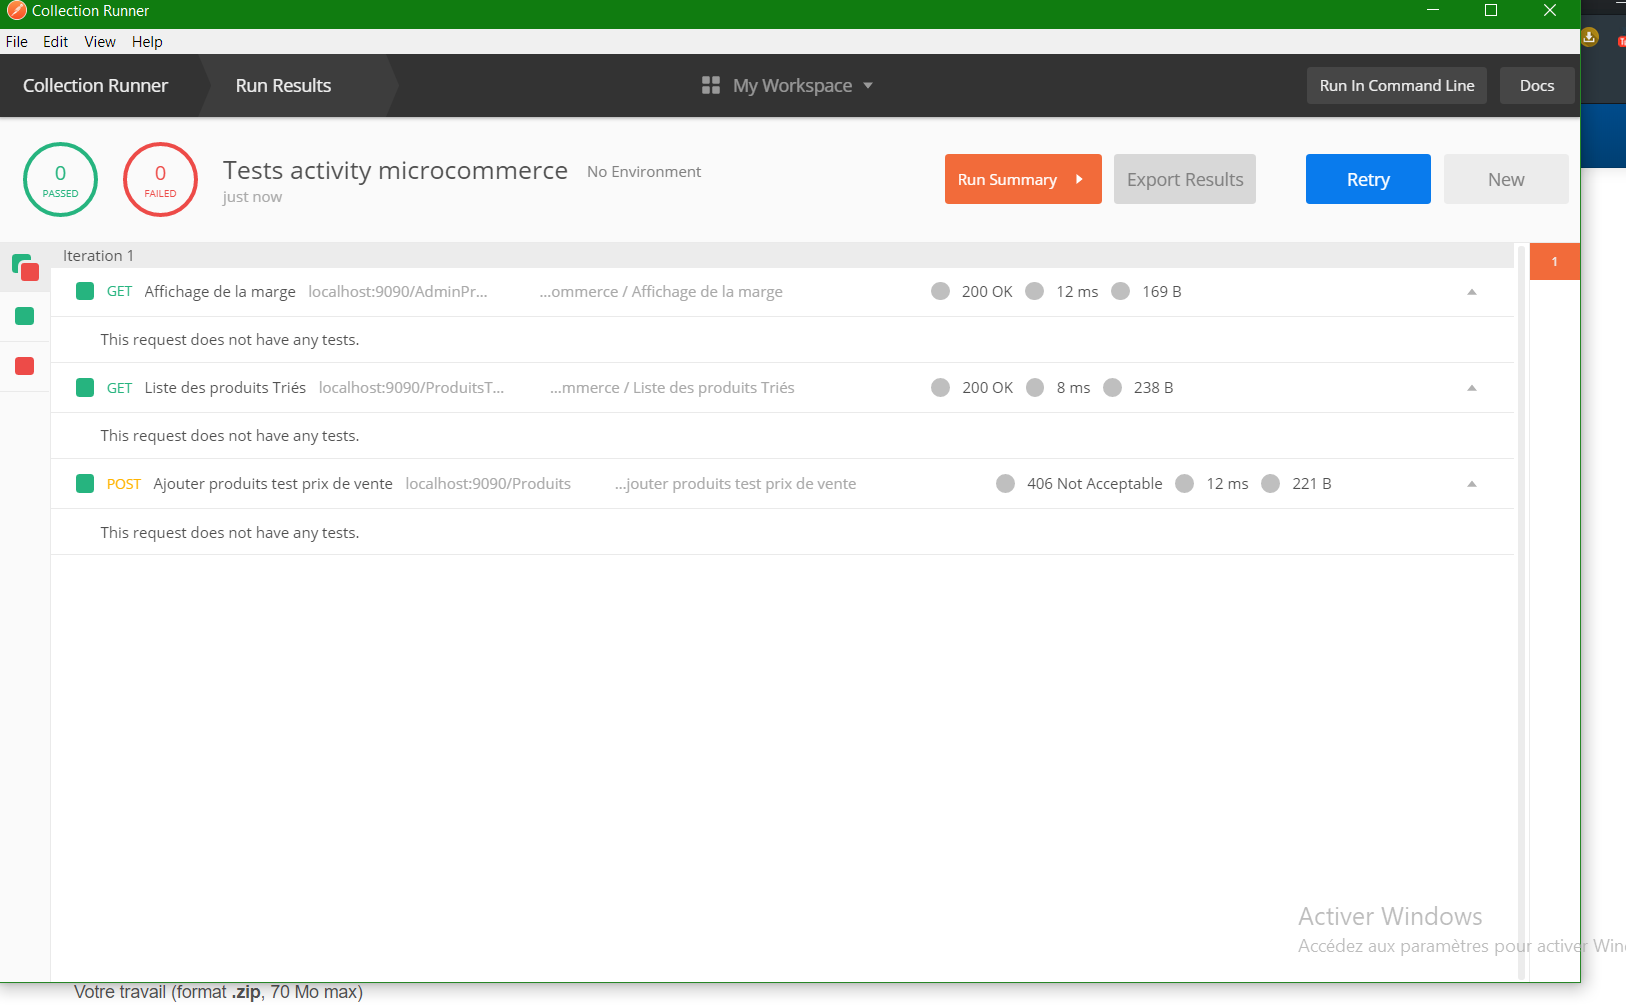 Collection Runner
File Edit View Help
Collection Runner Run Results My Workspace Run In Command Line Docs
0 PASSED
0 FAILED
Tests activity microcommerce No Environment
just now
Run Summary Export Results Retry New
Iteration 1
1
GET Affichage de la marge localhost:9090/AdminPr... ...ommerce / Affichage de la marge 200 OK 12 ms 169 B
This request does not have any tests.
GET Liste des produits Triés localhost:9090/ProduitsT... ...mmerce / Liste des produits Triés 200 OK 8 ms 238 B
This request does not have any tests.
POST Ajouter produits test prix de vente localhost:9090/Produits ...jouter produits test prix de vente 406 Not Acceptable 12 ms 221 B
This request does not have any tests.
Activer Windows
Accédez aux paramètres pour activer Win
Votre travail (format .zip, 70 Mo max)